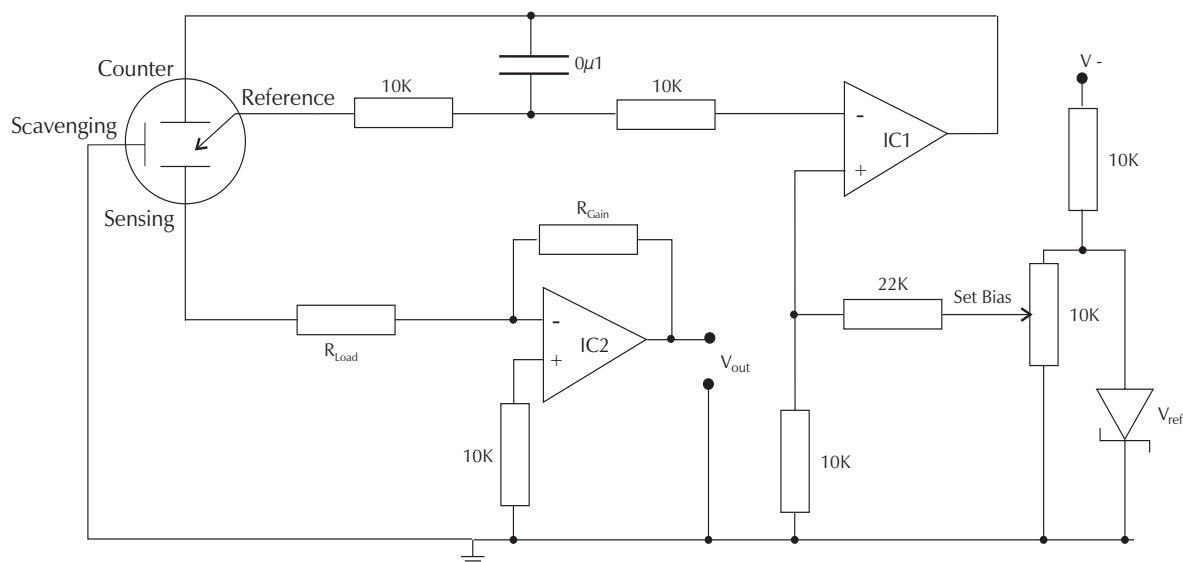 Counter
0µ1
V -
10K
Reference
10K
Scavenging
-
IC1
+
10K
Sensing
R_Gain
22K
Set Bias
10K
-
IC2
+
R_Load
V_out
V_ref
10K
10K